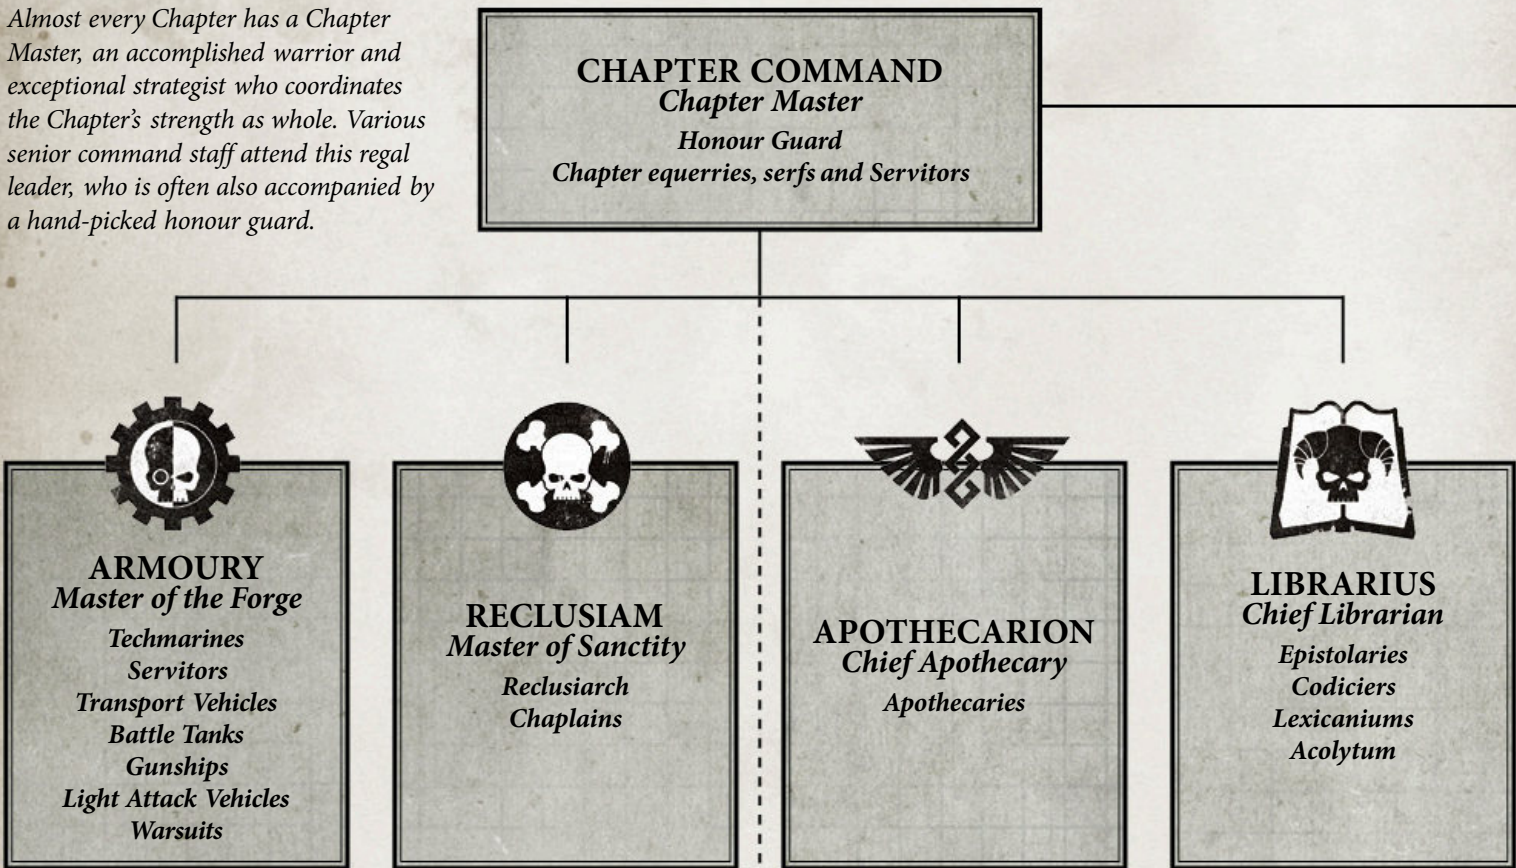 Almost every Chapter has a Chapter
Master, an accomplished warrior and
exceptional strategist who coordinates
the Chapter's strength as whole. Various
senior command staff attend this regal
leader, who is often also accompanied by
a hand-picked honour guard.
CHAPTER COMMAND
Chapter Master
Honour Guard
Chapter equerries, serfs and Servitors
ARMOURY
Master of the Forge
Techmarines
Servitors
Transport Vehicles
Battle Tanks
Gunships
Light Attack Vehicles
Warsuits
RECLUSIAM
Master of Sanctity
Reclusiarch
Chaplains
APOTHECARION
Chief Apothecary
Apothecaries
LIBRARIUS
Chief Librarian
Epistolaries
Codiciers
Lexicaniums
Acolytum